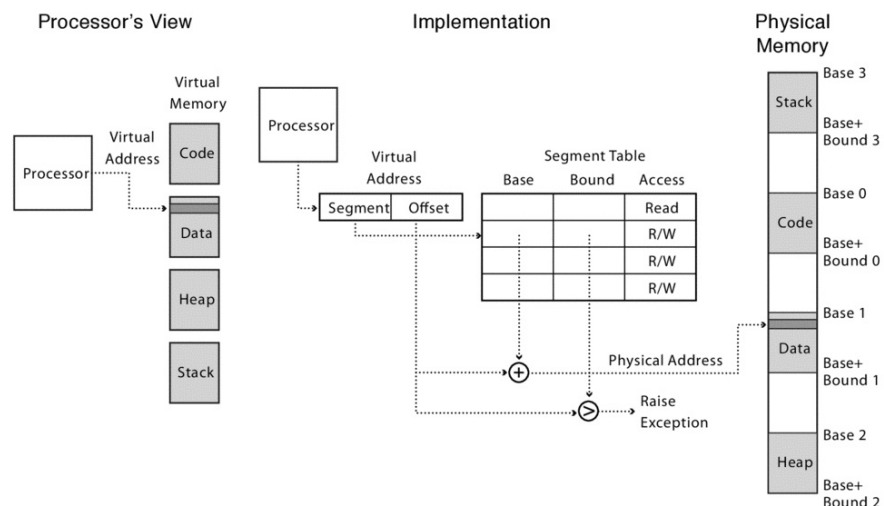 Processor's View
Implementation
Physical
Memory
Virtual
Memory
Virtual
Address
Processor
Code
Data
Heap
Stack
Processor
Virtual
Address
Segment
Offset
Segment Table
Base
Bound
Access
Read
R/W
R/W
R/W
Physical Address
+
>
Raise
Exception
Base 3
Stack
Base+
Bound 3
Base 0
Code
Base+
Bound 0
Base 1
Data
Base+
Bound 1
Base 2
Heap
Base+
Bound 2